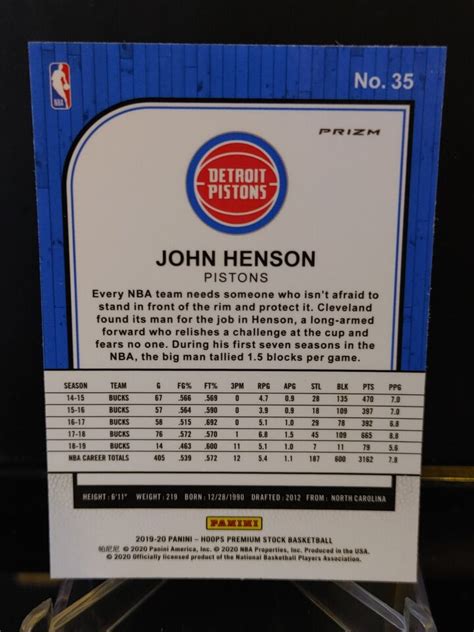 No. 35
NBA
PRIZM
DETROIT
PISTONS
JOHN HENSON
PISTONS
Every NBA team needs someone who isn't afraid to
stand in front of the rim and protect it. Cleveland
found its man for the job in Henson, a long-armed
forward who relishes a challenge at the cup and
fears no one. During his first seven seasons in the
NBA, the big man tallied 1.5 blocks per game.
SEASON TEAM G FG% FT% 3PM RPG APG STL BLK PTS PPG
14-15 BUCKS 67 .566 .569 0 4.7 0.9 28 135 470 7.0
15-16 BUCKS 57 .564 .590 0 3.9 0.9 18 109 397 7.0
16-17 BUCKS 58 .515 .692 0 5.1 1.0 29 78 392 6.8
17-18 BUCKS 76 .572 .570 1 6.8 1.5 45 109 665 8.8
18-19 BUCKS 14 .463 .600 11 5.1 1.0 7 18 79 5.6
NBA CAREER TOTALS 405 .539 .572 12 5.4 1.1 187 600 3162 7.8
HEIGHT: 6'11" WEIGHT: 219 BORN: 12/28/1990 DRAFTED: 2012 FROM: NORTH CAROLINA
PANINI
2019-20 PANINI – HOOPS PREMIUM STOCK BASKETBALL
帕尼尼 © 2020 Panini America, Inc. © 2020 NBA Properties, Inc. Produced in the USA.
© 2020 Officially licensed product of the National Basketball Players Association.